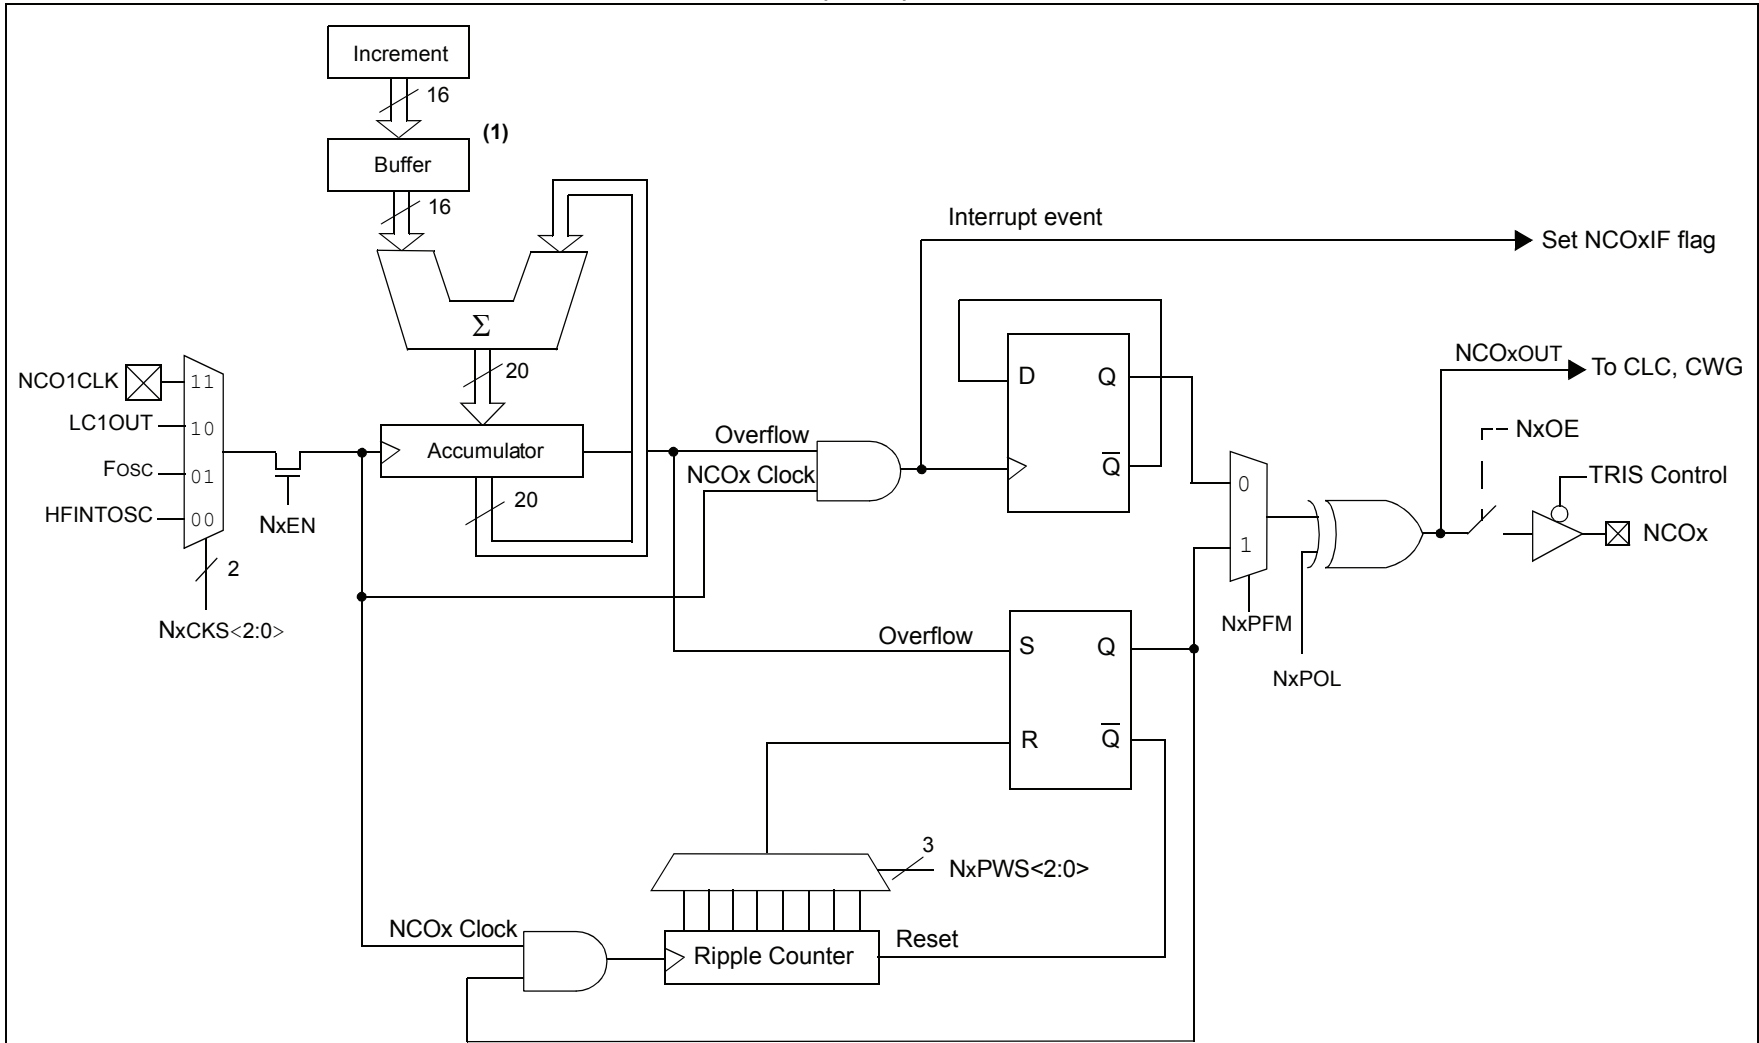 Increment
16
(1)
Buffer
16
Interrupt event
Set NCOxIF flag
Σ
NCOxOUT
To CLC, CWG
20
D
Q
NCO1CLK
11
LC1OUT
10
FOSC
01
HFINTOSC
00
NxEN
Accumulator
20
Overflow
NCOx Clock
Q
NxOE
TRIS Control
0
1
NCOx
2
NxCKS<2:0>
NxPFM
NxPOL
Overflow
S
Q
R
Q
3
NxPWS<2:0>
NCOx Clock
Ripple Counter
Reset